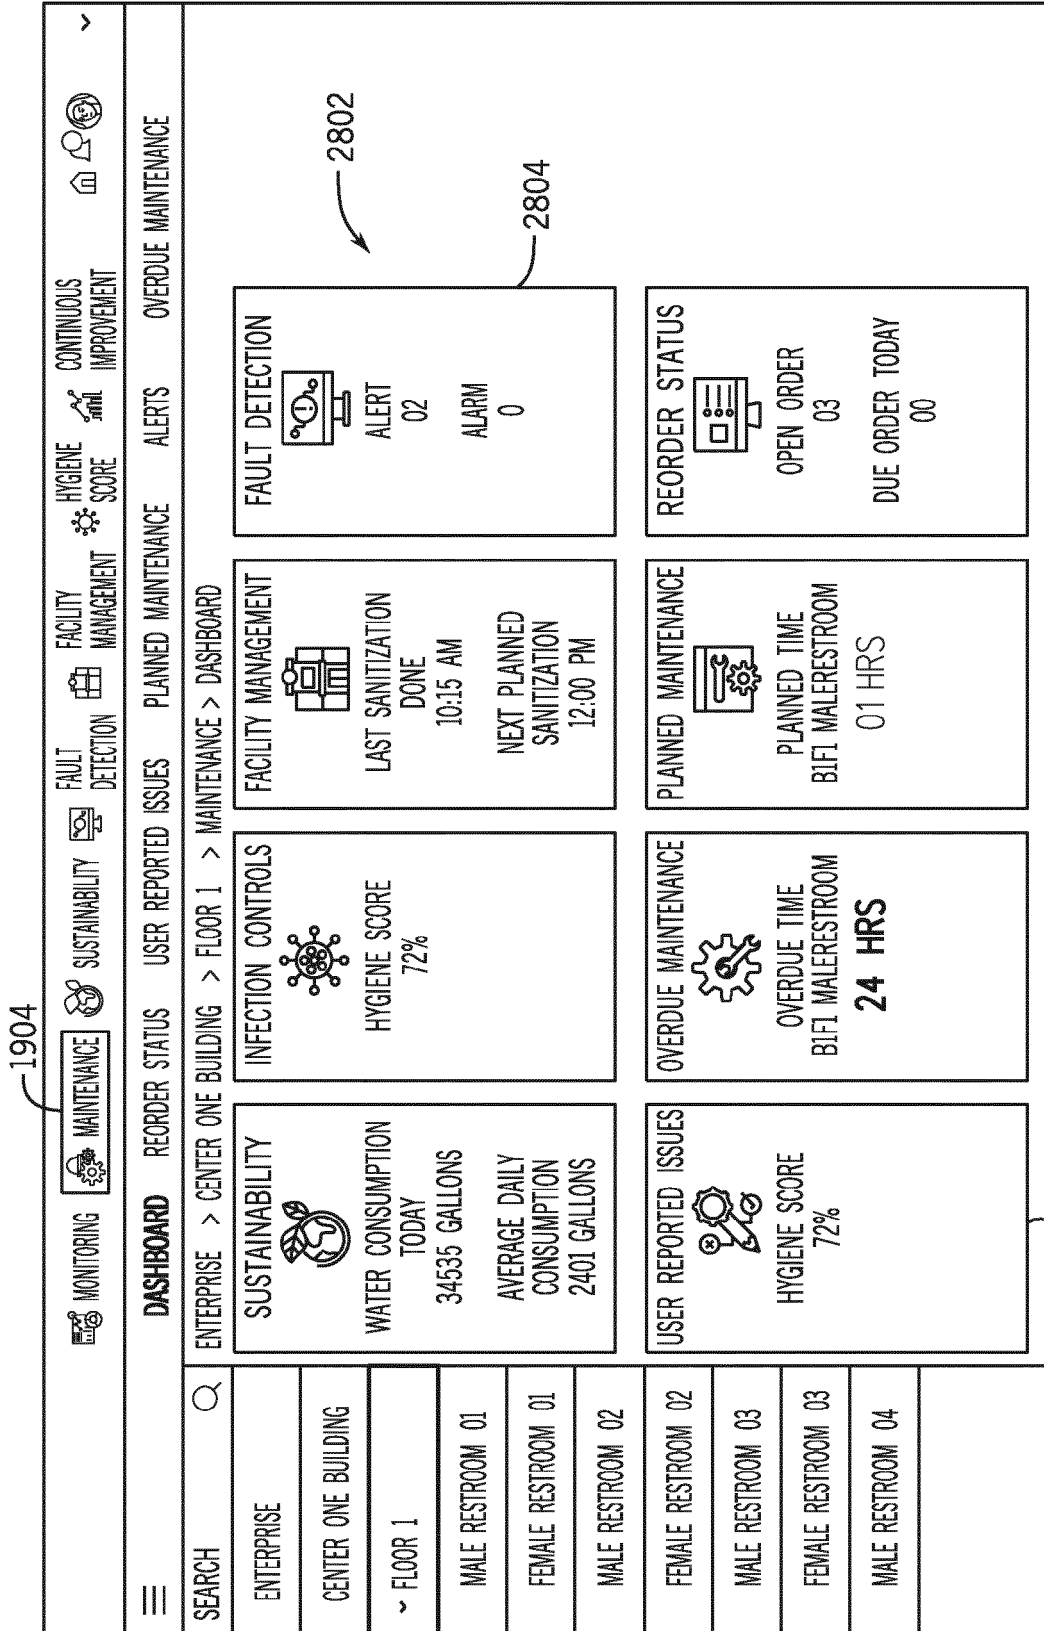 1904
MONITORING
MAINTENANCE
SUSTAINABILITY
FAULT
DETECTION
FACILITY
MANAGEMENT
HYGIENE
SCORE
CONTINUOUS
IMPROVEMENT
DASHBOARD
REORDER STATUS
USER REPORTED ISSUES
PLANNED MAINTENANCE
ALERTS
OVERDUE MAINTENANCE
SEARCH
ENTERPRISE
CENTER ONE BUILDING
FLOOR 1
MALE RESTROOM 01
FEMALE RESTROOM 01
MALE RESTROOM 02
FEMALE RESTROOM 02
MALE RESTROOM 03
FEMALE RESTROOM 03
MALE RESTROOM 04
ENTERPRISE > CENTER ONE BUILDING > FLOOR 1 > MAINTENANCE > DASHBOARD
2802
SUSTAINABLITY
WATER CONSUMPTION
TODAY
34535 GALLONS
AVERAGE DAILY
CONSUMPTION
2401 GALLONS
INFECTION CONTROLS
HYGIENE SCORE
72%
FACILITY MANAGEMENT
LAST SANITIZATION
DONE
10:15 AM
NEXT PLANNED
SANITIZATION
12:00 PM
FAULT DETECTION
ALERT
02
ALARM
0
2804
USER REPORTED ISSUES
HYGIENE SCORE
72%
OVERDUE MAINTENANCE
OVERDUE TIME
B1F1 MALERESTROOM
24 HRS
PLANNED MAINTENANCE
PLANNED TIME
B1F1 MALERESTROOM
01 HRS
REORDER STATUS
OPEN ORDER
03
DUE ORDER TODAY
00